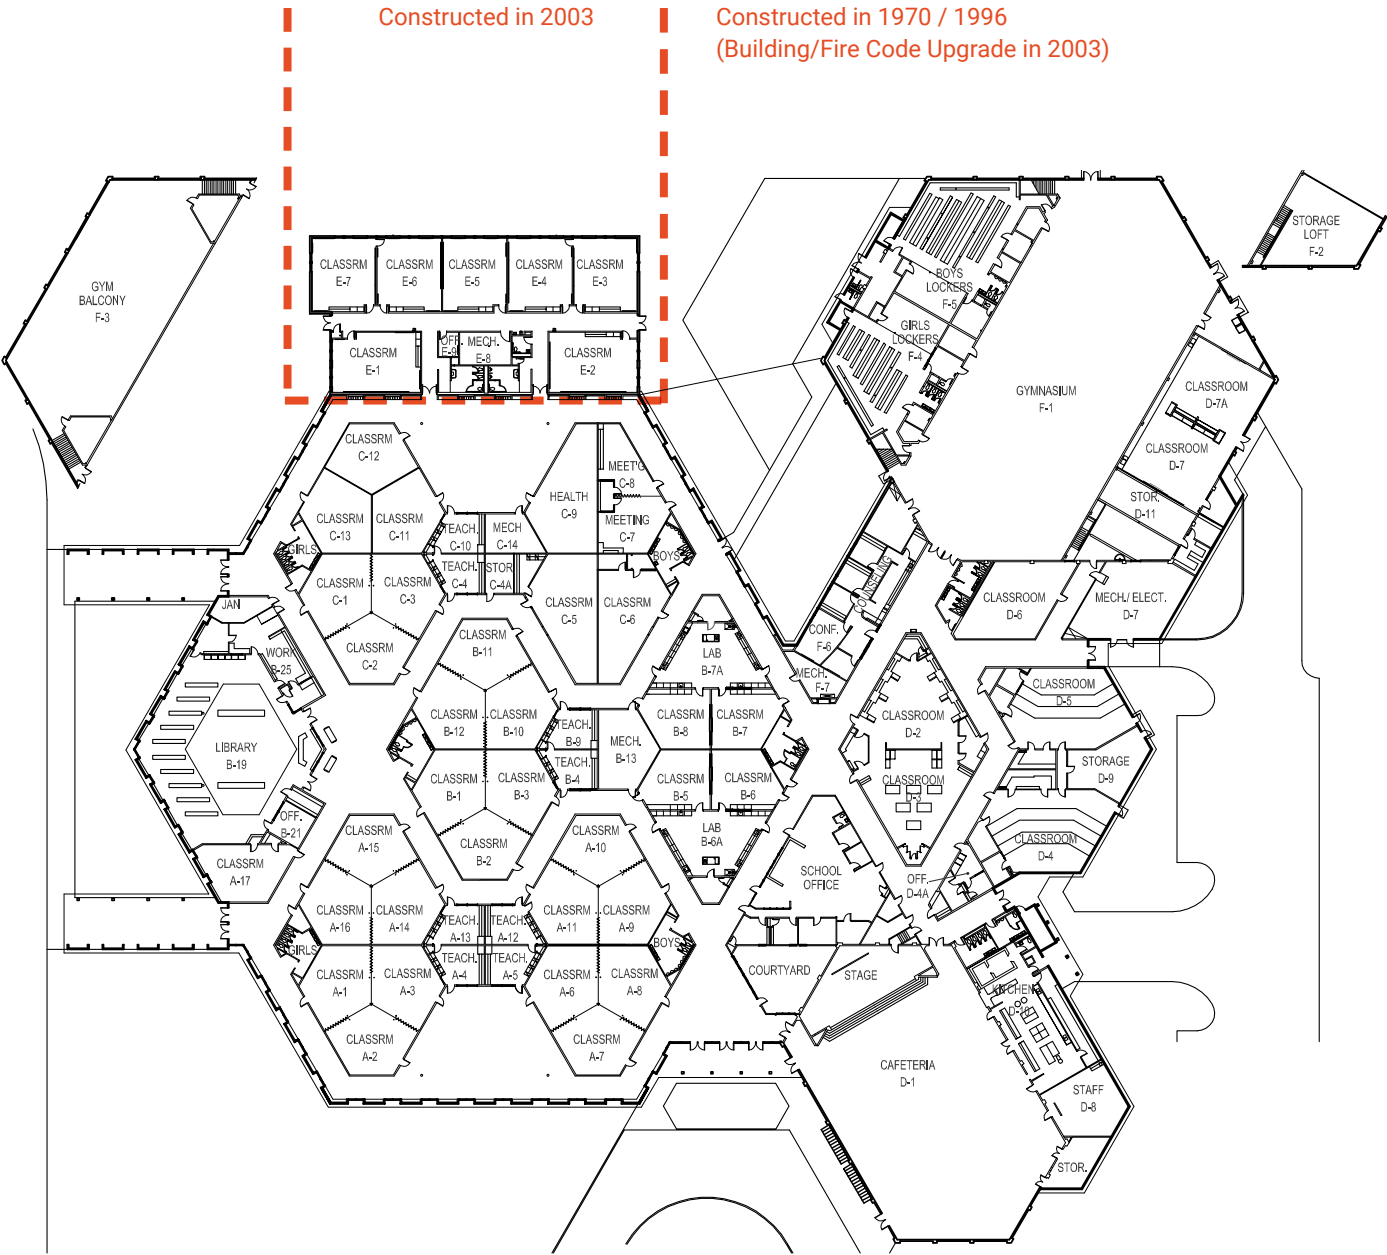 Constructed in 2003
Constructed in 1970 / 1996
(Building/Fire Code Upgrade in 2003)
GYM
BALCONY
F-3
CLASSRM
E-7
CLASSRM
E-6
CLASSRM
E-5
CLASSRM
E-4
CLASSRM
E-3
CLASSRM
E-1
OFF.
E-9
MECH.
E-8
CLASSRM
E-2
BOYS
LOCKERS
F-5
GIRLS
LOCKERS
F-4
GYMNASIUM
F-1
STORAGE
LOFT
F-2
CLASSROOM
D-7A
CLASSROOM
D-7
STOR.
D-11
MECH./ ELECT.
D-7
CLASSROOM
D-6
COUNSELING
CONF.
F-6
MECH.
F-7
CLASSRM
C-12
CLASSRM
C-13
CLASSRM
C-11
GIRLS
CLASSRM
C-1
CLASSRM
C-3
CLASSRM
C-2
TEACH.
C-10
MECH
C-14
TEACH.
C-4
STOR
C-4A
HEALTH
C-9
MEET'G
C-8
MEETING
C-7
BOYS
CLASSRM
C-5
CLASSRM
C-6
JAN
WORK
B-25
LIBRARY
B-19
OFF.
B-21
CLASSRM
A-17
CLASSRM
B-11
CLASSRM
B-12
CLASSRM
B-10
CLASSRM
B-1
CLASSRM
B-3
CLASSRM
B-2
TEACH.
B-9
TEACH.
B-4
MECH.
B-13
LAB
B-7A
CLASSRM
B-8
CLASSRM
B-7
CLASSRM
B-5
CLASSRM
B-6
LAB
B-6A
CLASSROOM
D-2
CLASSROOM
D-3
CLASSROOM
D-5
STORAGE
D-9
CLASSROOM
D-4
OFF.
D-4A
SCHOOL
OFFICE
CLASSRM
A-15
CLASSRM
A-16
CLASSRM
A-14
GIRLS
CLASSRM
A-1
CLASSRM
A-3
CLASSRM
A-2
TEACH.
A-13
TEACH.
A-12
TEACH.
A-4
TEACH.
A-5
CLASSRM
A-10
CLASSRM
A-11
CLASSRM
A-9
BOYS
CLASSRM
A-6
CLASSRM
A-8
CLASSRM
A-7
COURTYARD
STAGE
KITCHEN
D-10
CAFETERIA
D-1
STAFF
D-8
STOR.